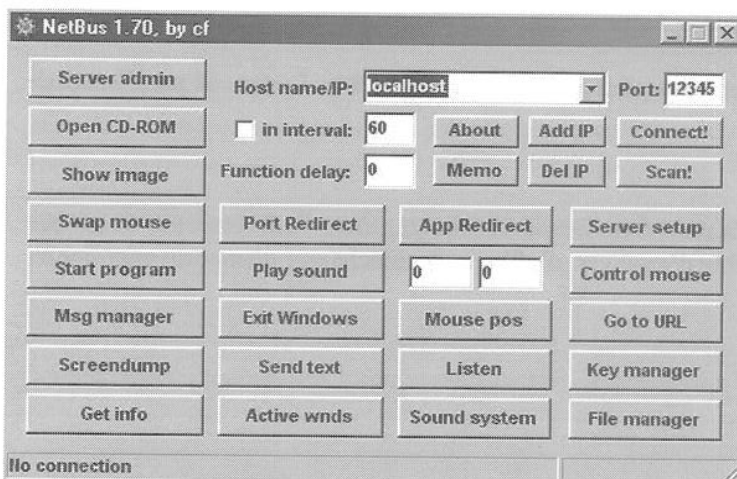 NetBus 1.70, by cf
Server admin
Host name/IP: localhost Port: 12345
Open CD-ROM
in interval: 60 About Add IP Connect!
Show image
Function delay: 0 Memo Del IP Scan!
Swap mouse Port Redirect App Redirect Server setup
Start program Play sound 0 0 Control mouse
Msg manager Exit Windows Mouse pos Go to URL
Screendump Send text Listen Key manager
Get info Active wnds Sound system File manager
No connection